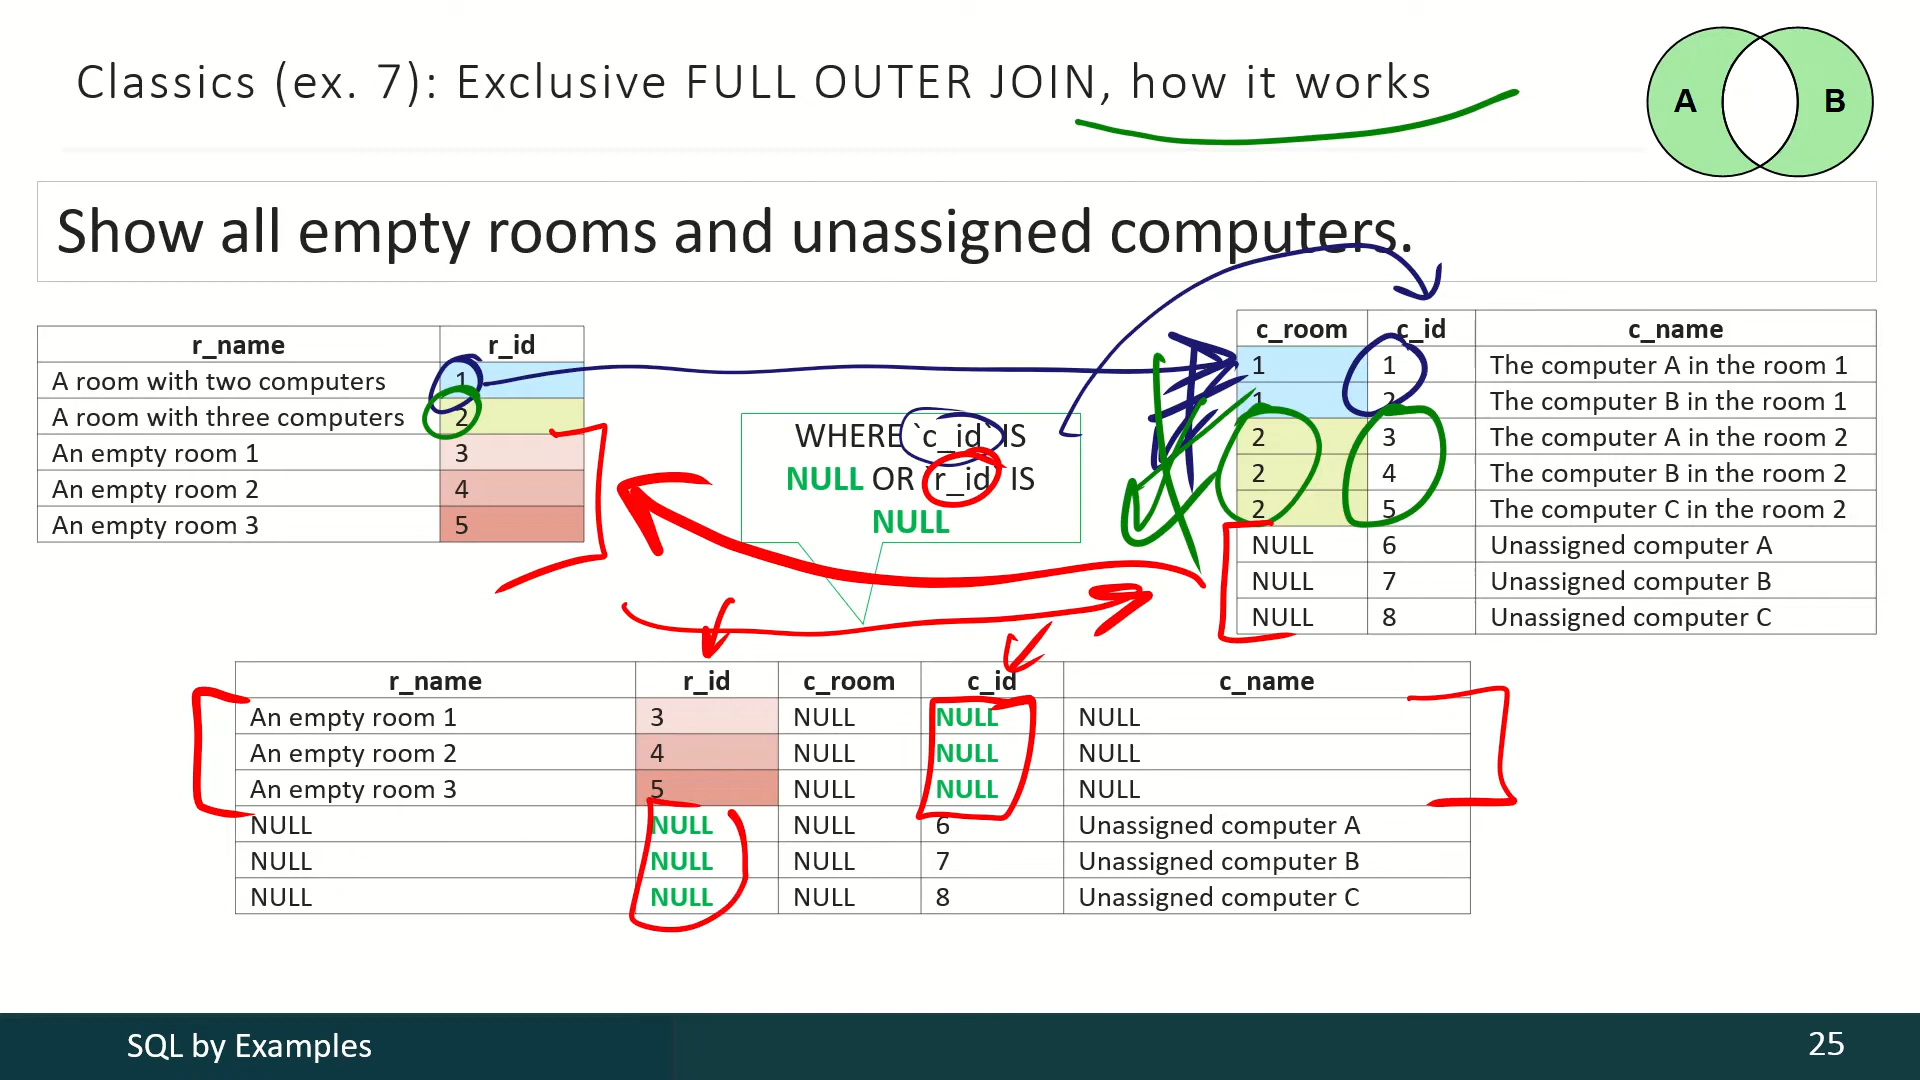 Classics (ex. 7): Exclusive FULL OUTER JOIN, how it works
A
B
Show all empty rooms and unassigned computers.
r_name r_id
A room with two computers 1
A room with three computers 2
An empty room 1 3
An empty room 2 4
An empty room 3 5
WHERE `c_id` IS
NULL OR `r_id` IS
NULL
c_room c_id c_name
1 1 The computer A in the room 1
1 2 The computer B in the room 1
2 3 The computer A in the room 2
2 4 The computer B in the room 2
2 5 The computer C in the room 2
NULL 6 Unassigned computer A
NULL 7 Unassigned computer B
NULL 8 Unassigned computer C
r_name r_id c_room c_id c_name
An empty room 1 3 NULL NULL NULL
An empty room 2 4 NULL NULL NULL
An empty room 3 5 NULL NULL NULL
NULL NULL NULL 6 Unassigned computer A
NULL NULL NULL 7 Unassigned computer B
NULL NULL NULL 8 Unassigned computer C
SQL by Examples
25